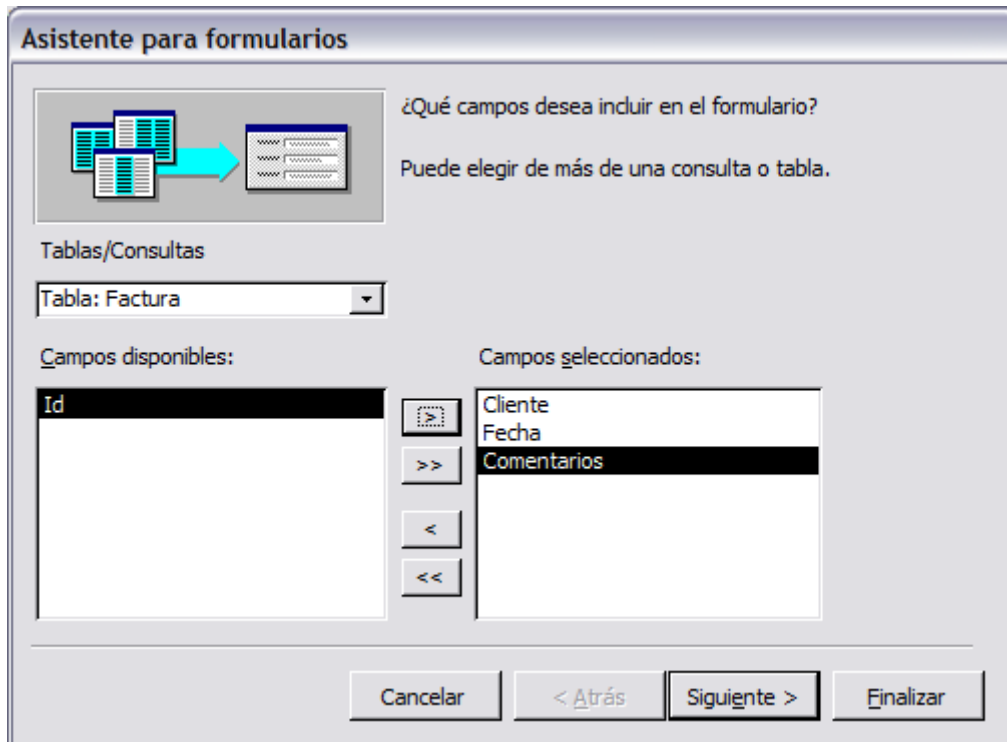 Asistente para formularios
¿Qué campos desea incluir en el formulario?
Puede elegir de más de una consulta o tabla.
Tablas/Consultas
Tabla: Factura
Campos disponibles:
Campos seleccionados:
Id
>
>>
<
<<
Cliente
Fecha
Comentarios
Cancelar
< Atrás
Siguiente >
Finalizar